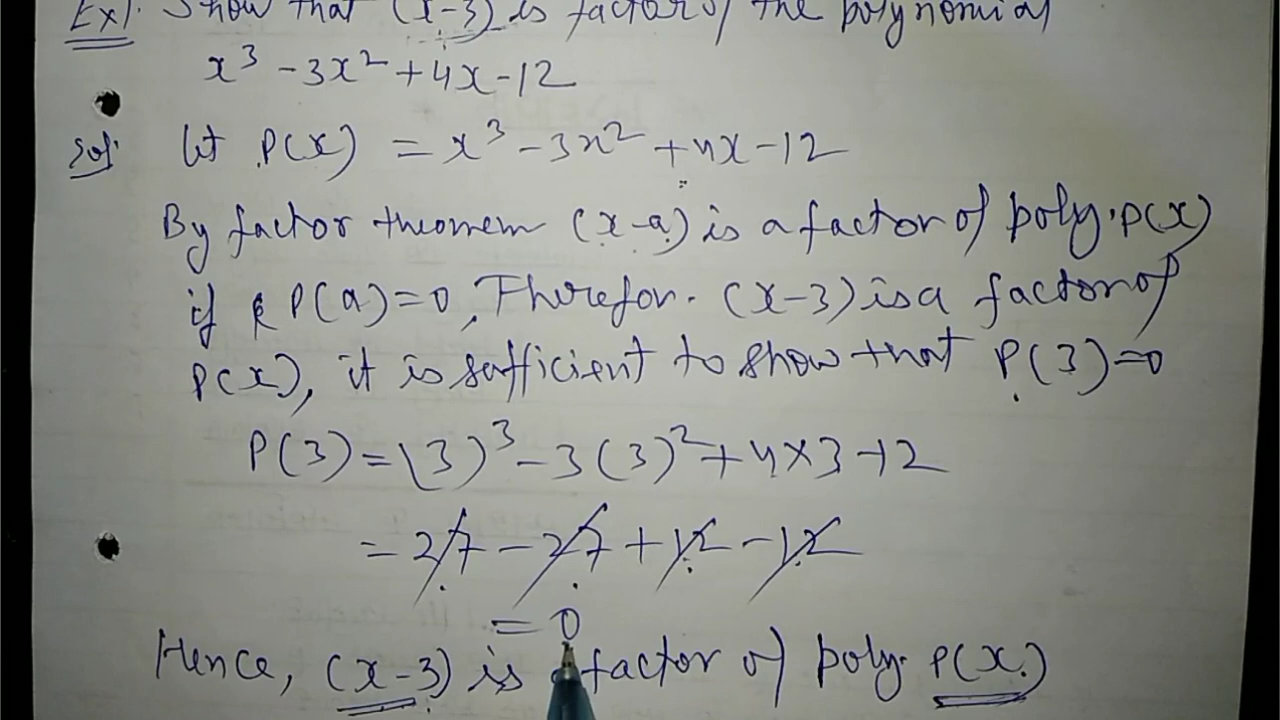 Ex1. Show that (x-3) is factor of the polynomial
x³ -3x² +4x-12
Sol: let P(x) = x³ -3x² +4x -12
By factor theorem (x-a) is a factor of poly. P(x)
if P(a)=0, Therefor. (x-3) is a factor of
P(x), it is sufficient to show that P(3)=0
P(3) = (3)³ - 3(3)² + 4×3-12
= 27 - 27 + 12 - 12
= 0
Hence, (x-3) is a factor of poly. P(x)